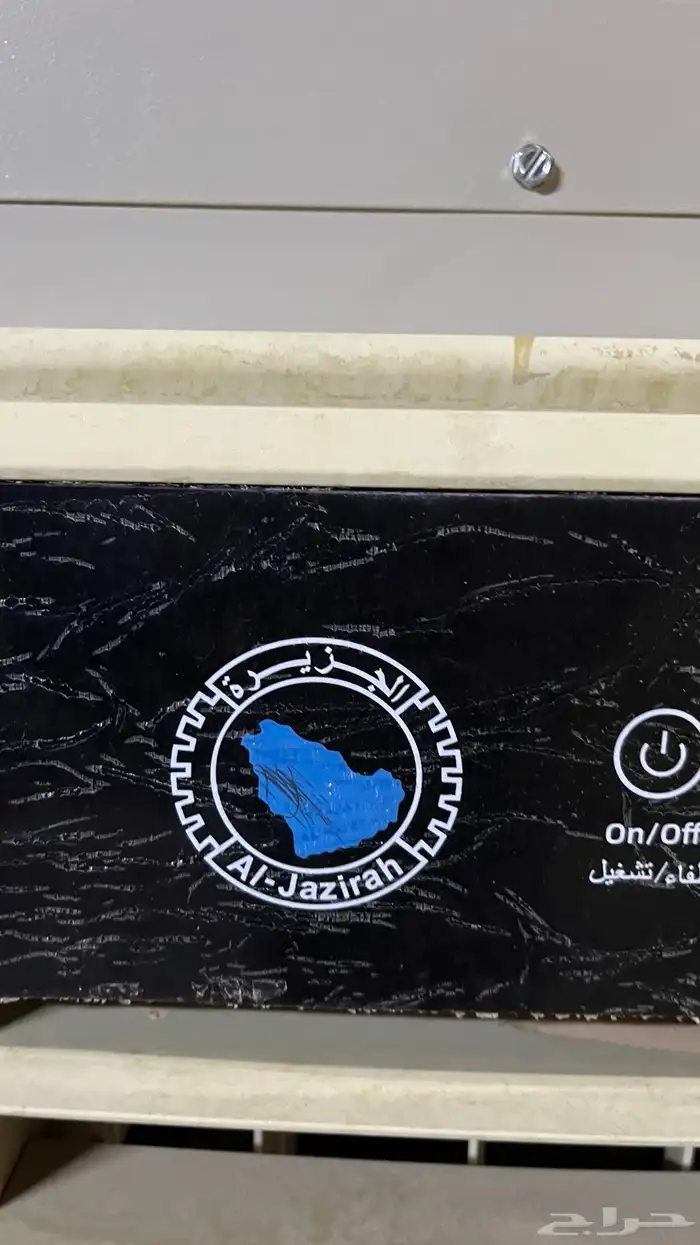 الجزيرة
Al-Jazirah
On/Off
تشغيل/
حراج